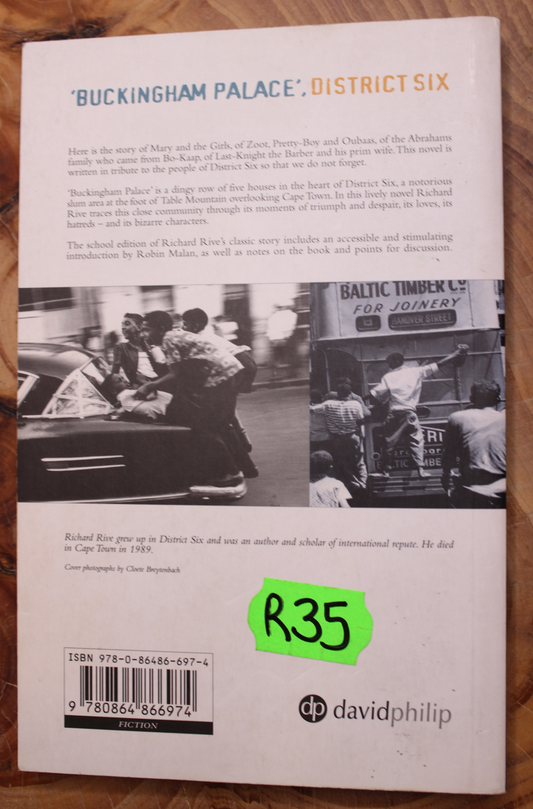 'BUCKINGHAM PALACE', DISTRICT SIX
Here is the story of Mary and the Girls, of Zoot, Pretty-Boy and Oubaas, of the Abrahams
family who came from Bo-Kaap, of Last-Knight the Barber and his prim wife. This novel is
written in tribute to the people of District Six so that we do not forget.
'Buckingham Palace' is a dingy row of five houses in the heart of District Six, a notorious
slum area at the foot of Table Mountain overlooking Cape Town. In this lively novel Richard
Rive traces this close community through its moments of triumph and despair, its loves, its
hatreds – and its bizarre characters.
The school edition of Richard Rive's classic story includes an accessible and stimulating
introduction by Robin Malan, as well as notes on the book and points for discussion.
BALTIC TIMBER Co
FOR JOINERY
HANOVER STREET
Richard Rive grew up in District Six and was an author and scholar of international repute. He died
in Cape Town in 1989.
Cover photographs by Cloete Breytenbach
R35
ISBN 978-0-86486-697-4
9 780864 866974
FICTION
dp davidphilip